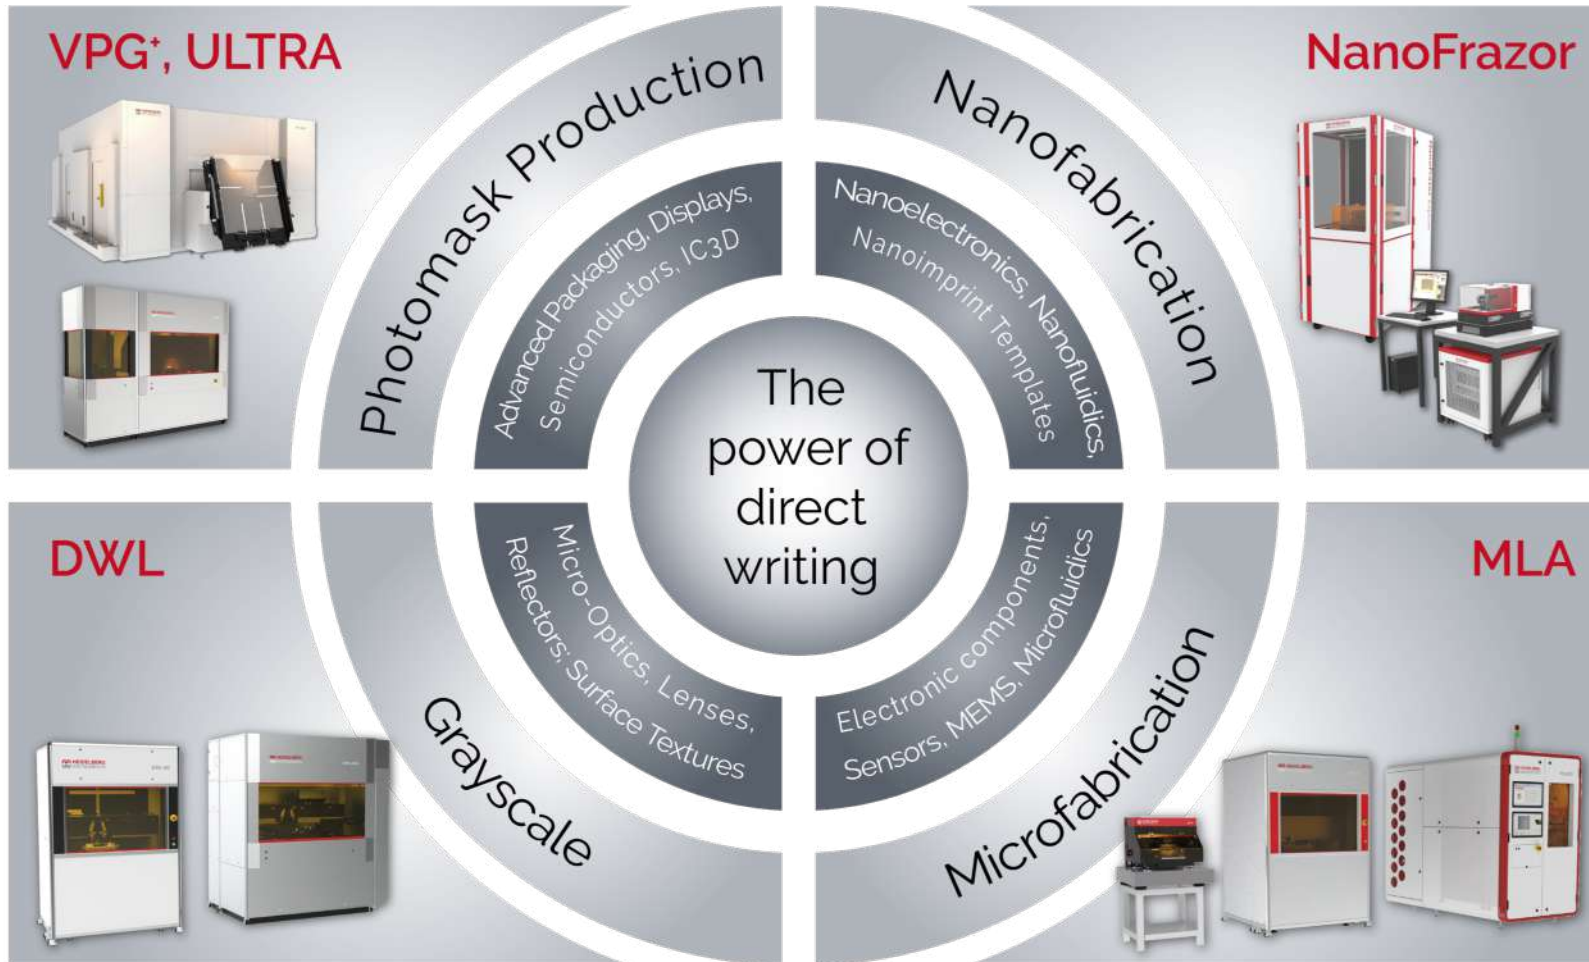 VPG⁺, ULTRA
Photomask Production
Advanced Packaging, Displays,
Semiconductors, IC3D
NanoFrazor
Nanofabrication
Nanoelectronics, Nanofluidics,
Nanoimprint Templates
The
power of
direct
writing
DWL
Grayscale
Micro-Optics, Lenses,
Reflectors; Surface Textures
MLA
Microfabrication
Electronic components,
Sensors, MEMS, Microfluidics
HEIDELBERG